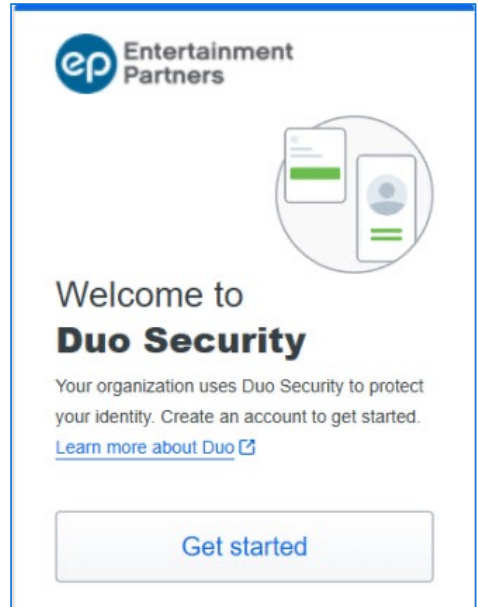 ep Entertainment
Partners
Welcome to
Duo Security
Your organization uses Duo Security to protect
your identity. Create an account to get started.
Learn more about Duo
Get started